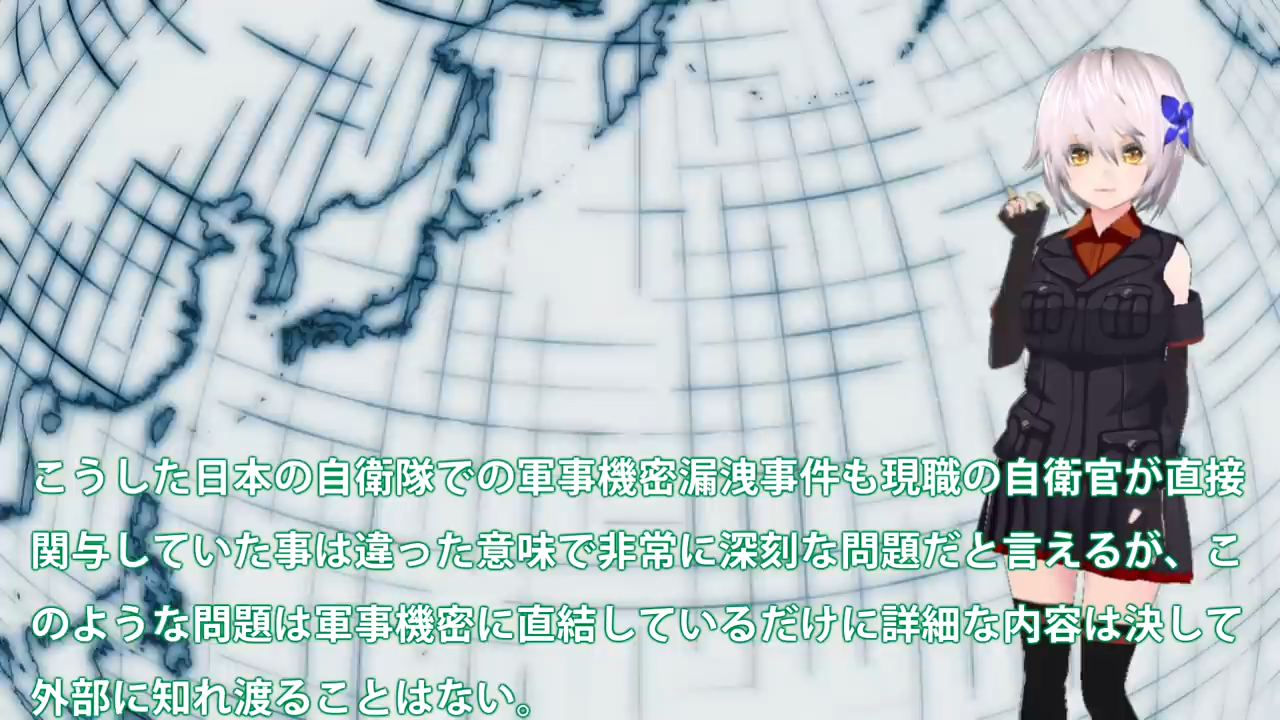 こうした日本の自衛隊での軍事機密漏洩事件も現職の自衛官が直接
関与していた事は違った意味で非常に深刻な問題だと言えるが、こ
のような問題は軍事機密に直結しているだけに詳細な内容は決して
外部に知れ渡ることはない。